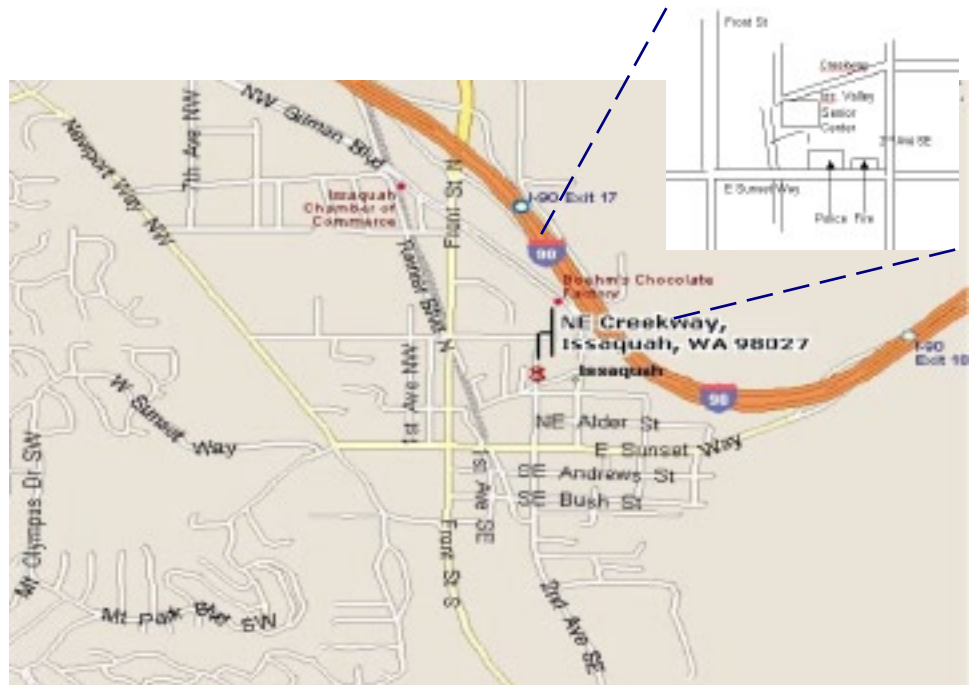 Front St
Creekway
Iss. Valley
Senior
Center
2nd Ave SE
E Sunset Way
Police Fire
NW Gilman Blvd
Newport Way NW
7th Ave NW
Issaquah
Chamber of
Commerce
Front St N
I-90 Exit 17
90
Rainier Blvd N
Boehm's Chocolate
Factory
NE Creekway,
Issaquah, WA 98027
I-90
Exit 18
Issaquah
90
1st Ave NW
W Sunset Way
NE Alder St
E Sunset Way
Mt Olympus Dr SW
1st Ave SE
SE Andrews St
SE Bush St
Front St S
2nd Ave SE
Mt Park Blvd SW